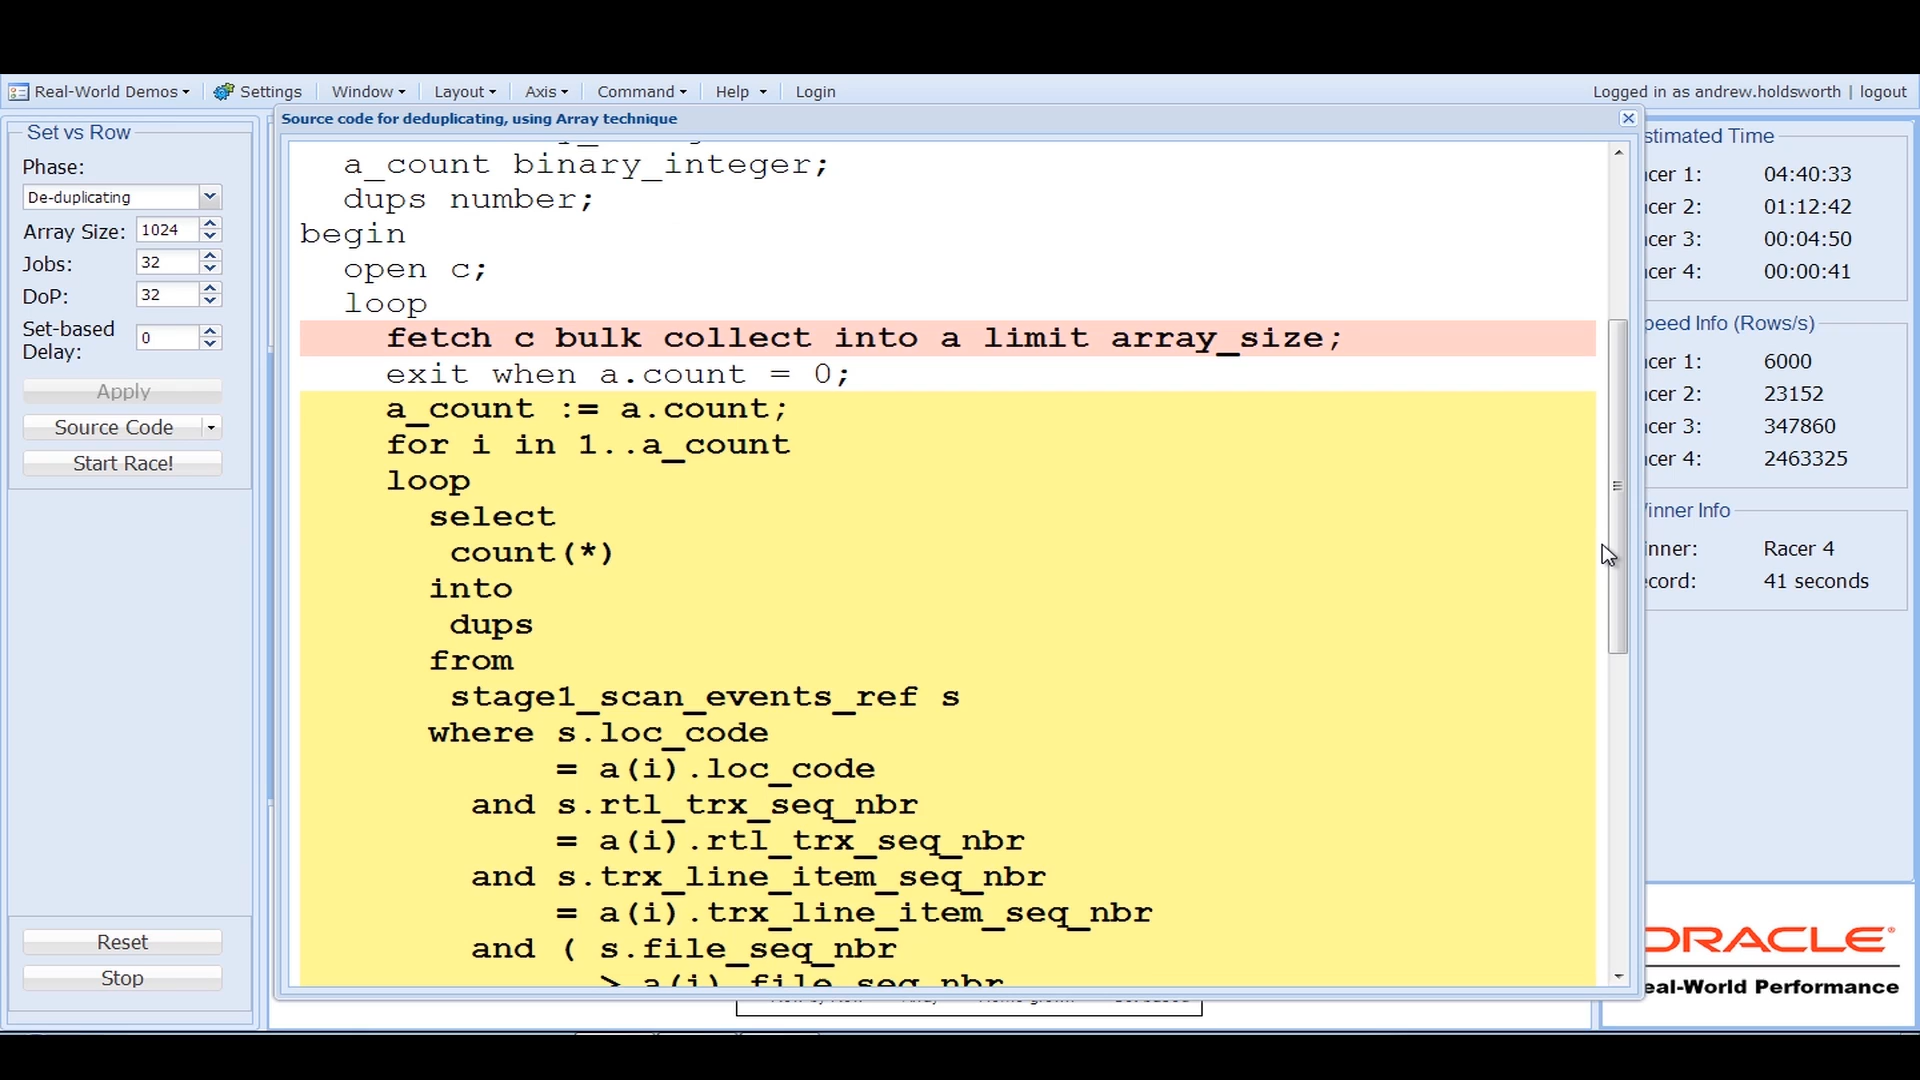 Real-World Demos Settings Window Layout Axis Command Help Login Logged in as andrew.holdsworth | logout
Set vs Row
Phase:
De-duplicating
Array Size: 1024
Jobs: 32
DoP: 32
Set-based
Delay: 0
Apply
Source Code
Start Race!
Reset
Stop
Source code for deduplicating, using Array technique
a_count binary_integer;
dups number;
begin
open c;
loop
fetch c bulk collect into a limit array_size;
exit when a.count = 0;
a_count := a.count;
for i in 1..a_count
loop
select
count(*)
into
dups
from
stage1_scan_events_ref s
where s.loc_code
= a(i).loc_code
and s.rtl_trx_seq_nbr
= a(i).rtl_trx_seq_nbr
and s.trx_line_item_seq_nbr
= a(i).trx_line_item_seq_nbr
and ( s.file_seq_nbr
> a(i).file_seq_nbr
stimated Time
cer 1: 04:40:33
cer 2: 01:12:42
cer 3: 00:04:50
cer 4: 00:00:41
peed Info (Rows/s)
cer 1: 6000
cer 2: 23152
cer 3: 347860
cer 4: 2463325
inner Info
nner: Racer 4
cord: 41 seconds
ORACLE
eal-World Performance